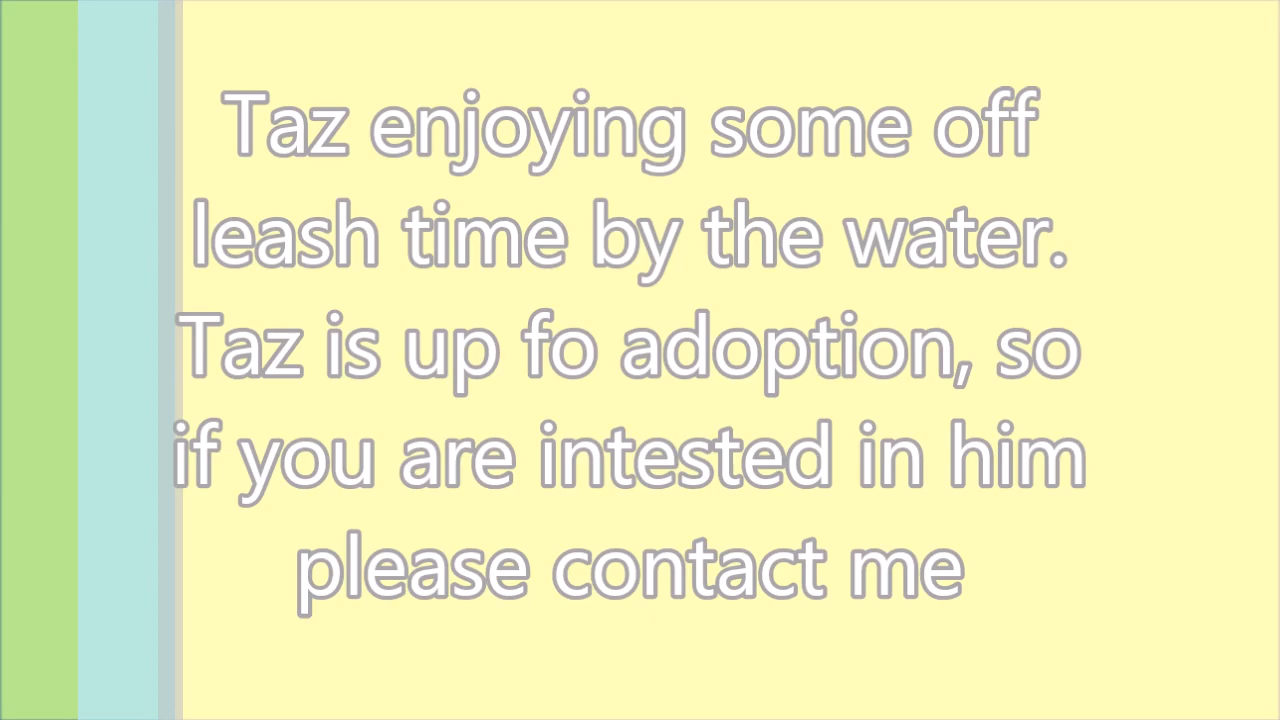 Taz enjoying some off
leash time by the water.
Taz is up fo adoption, so
if you are intested in him
please contact me